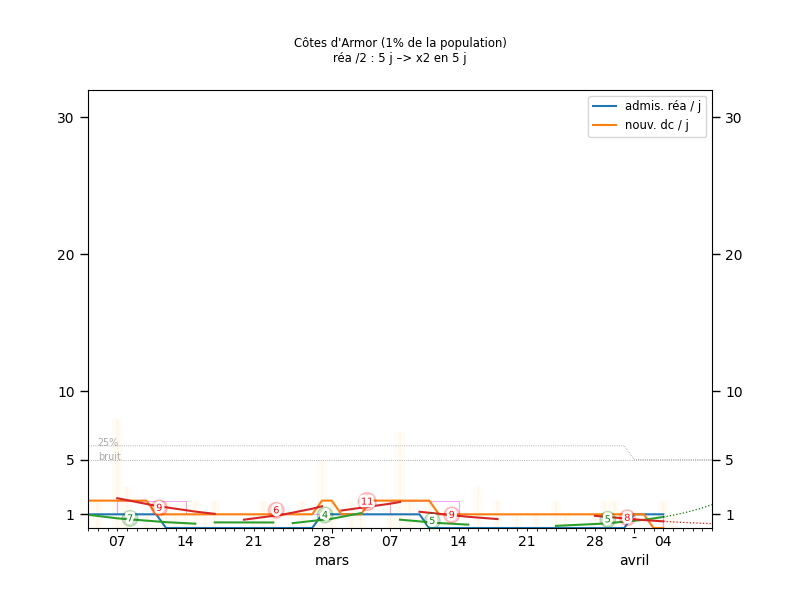 Côtes d'Armor (1% de la population)
réa /2 : 5 j –> x2 en 5 j
admis. réa / j
nouv. dc / j
30 30
20 20
10 10
25%
bruit
5 5
1 1
7 9 6 4 11 5 9 5 8
07 14 21 28 - 07 14 21 28 - 04
mars avril